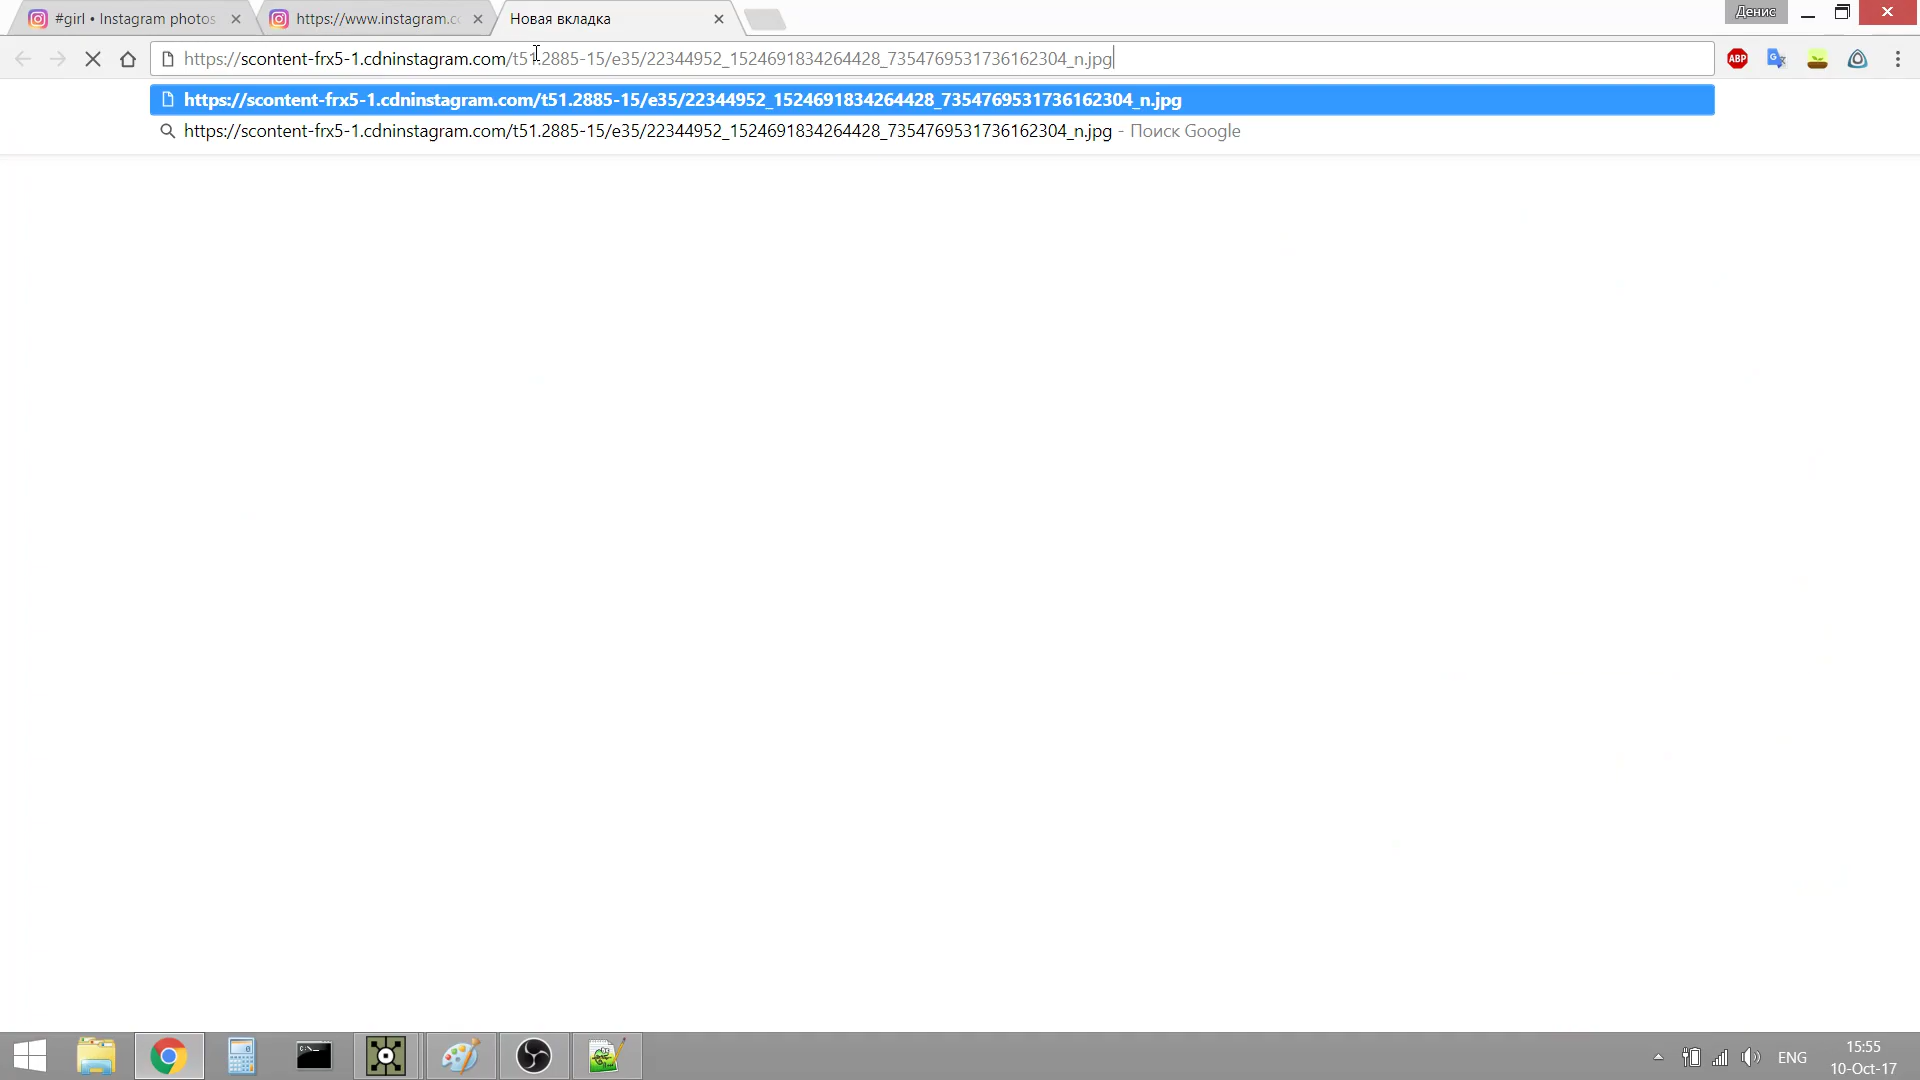 #girl • Instagram photos
https://www.instagram.c
Новая вкладка
Денис
https://scontent-frx5-1.cdninstagram.com/t51.2885-15/e35/22344952_1524691834264428_7354769531736162304_n.jpg
ABP
https://scontent-frx5-1.cdninstagram.com/t51.2885-15/e35/22344952_1524691834264428_7354769531736162304_n.jpg
https://scontent-frx5-1.cdninstagram.com/t51.2885-15/e35/22344952_1524691834264428_7354769531736162304_n.jpg - Поиск Google
ENG
15:55
10-Oct-17